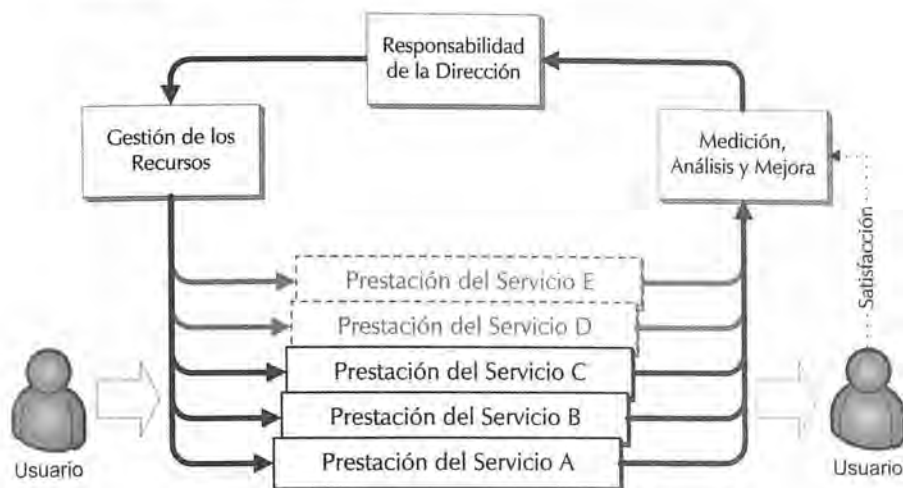 Responsabilidad
de la Dirección
Gestión de los
Recursos
Medición,
Análisis y Mejora
Satisfacción
Prestación del Servicio E
Prestación del Servicio D
Prestación del Servicio C
Prestación del Servicio B
Prestación del Servicio A
Usuario
Usuario